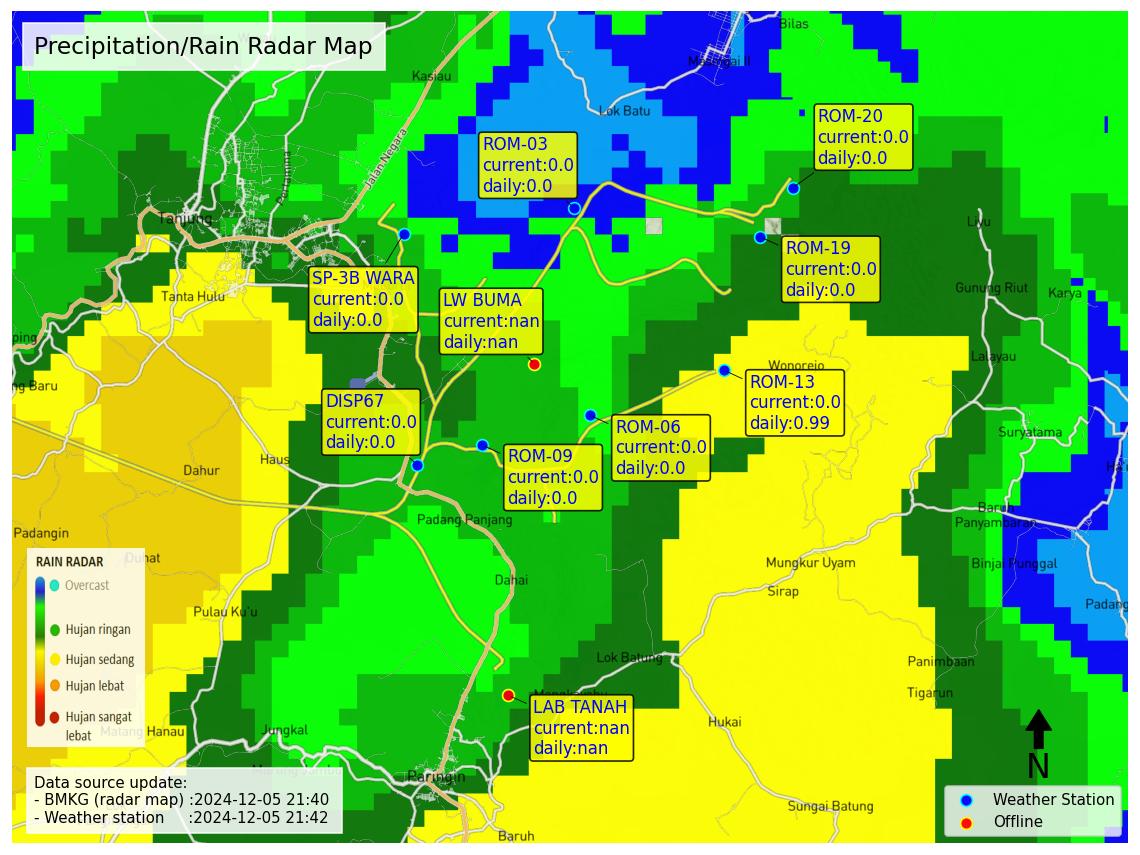 Precipitation/Rain Radar Map
Bilas
Kasiau
Lok Batu
Jalan Negara
Tanjung
ROM-20
current:0.0
daily:0.0
ROM-03
current:0.0
daily:0.0
ROM-19
current:0.0
daily:0.0
SP-3B WARA
current:0.0
daily:0.0
LW BUMA
current:nan
daily:nan
Liyu
Gunung Riut
Karya
Tanta Hulu
ping
ng Baru
Wonorejo
Lalayau
ROM-13
current:0.0
daily:0.99
DISP67
current:0.0
daily:0.0
ROM-06
current:0.0
daily:0.0
ROM-09
current:0.0
daily:0.0
Suryatama
Haus
Dahur
Padangin
Padang Panjang
Baruh
Panyambaran
Mungkur Uyam
Binjai Punggal
Sirap
Dahai
Padang
Pulau Ku'u
Lok Batung
Panimbaan
Tigarun
Hukai
LAB TANAH
current:nan
daily:nan
Jungkal
Matang Hanau
Paringin
Sungai Batung
Baruh
RAIN RADAR
Overcast
Hujan ringan
Hujan sedang
Hujan lebat
Hujan sangat
lebat
Data source update:
- BMKG (radar map) :2024-12-05 21:40
- Weather station :2024-12-05 21:42
N
Weather Station
Offline